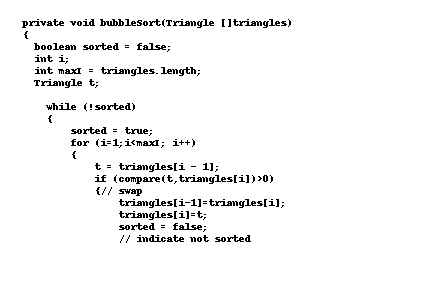 private void bubbleSort(Triangle []triangles)
{
boolean sorted = false;
int i;
int maxI = triangles.length;
Triangle t;
while (!sorted)
{
sorted = true;
for (i=1;i<maxI; i++)
{
t = triangles[i - 1];
if (compare(t,triangles[i])>0)
{// swap
triangles[i-1]=triangles[i];
triangles[i]=t;
sorted = false;
// indicate not sorted